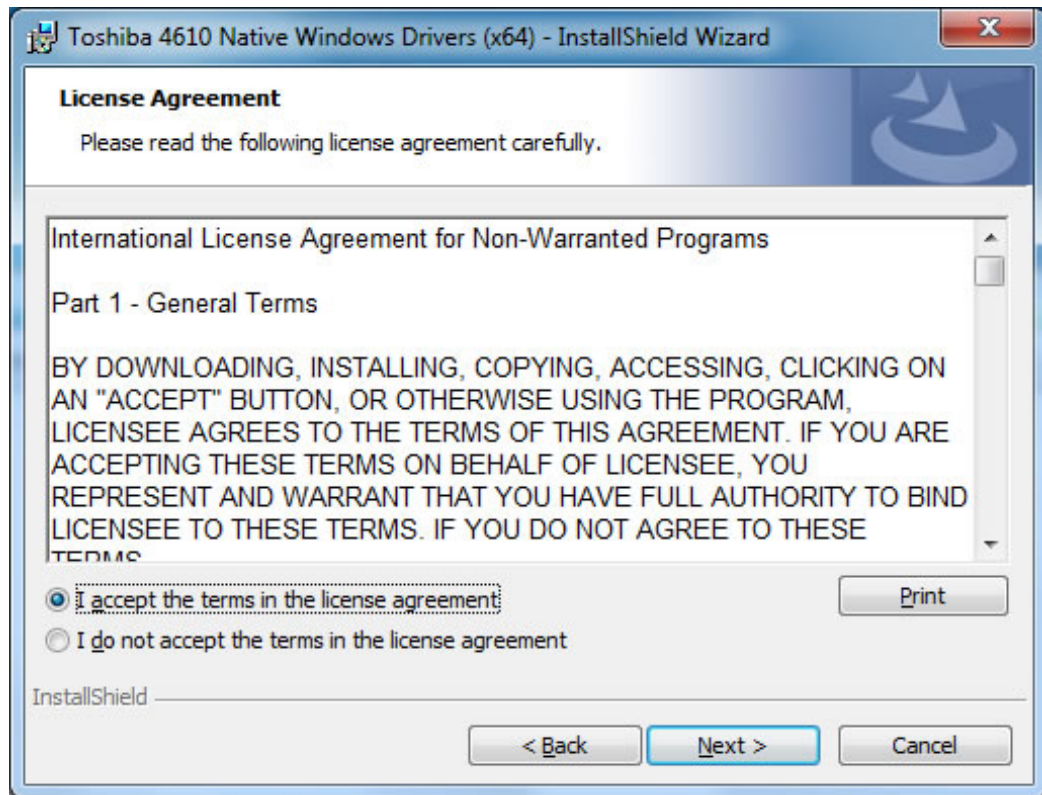 Toshiba 4610 Native Windows Drivers (x64) - InstallShield Wizard
License Agreement
Please read the following license agreement carefully.
International License Agreement for Non-Warranted Programs
Part 1 - General Terms
BY DOWNLOADING, INSTALLING, COPYING, ACCESSING, CLICKING ON
AN "ACCEPT" BUTTON, OR OTHERWISE USING THE PROGRAM,
LICENSEE AGREES TO THE TERMS OF THIS AGREEMENT. IF YOU ARE
ACCEPTING THESE TERMS ON BEHALF OF LICENSEE, YOU
REPRESENT AND WARRANT THAT YOU HAVE FULL AUTHORITY TO BIND
LICENSEE TO THESE TERMS. IF YOU DO NOT AGREE TO THESE
TERMS
I accept the terms in the license agreement
Print
I do not accept the terms in the license agreement
InstallShield
< Back
Next >
Cancel